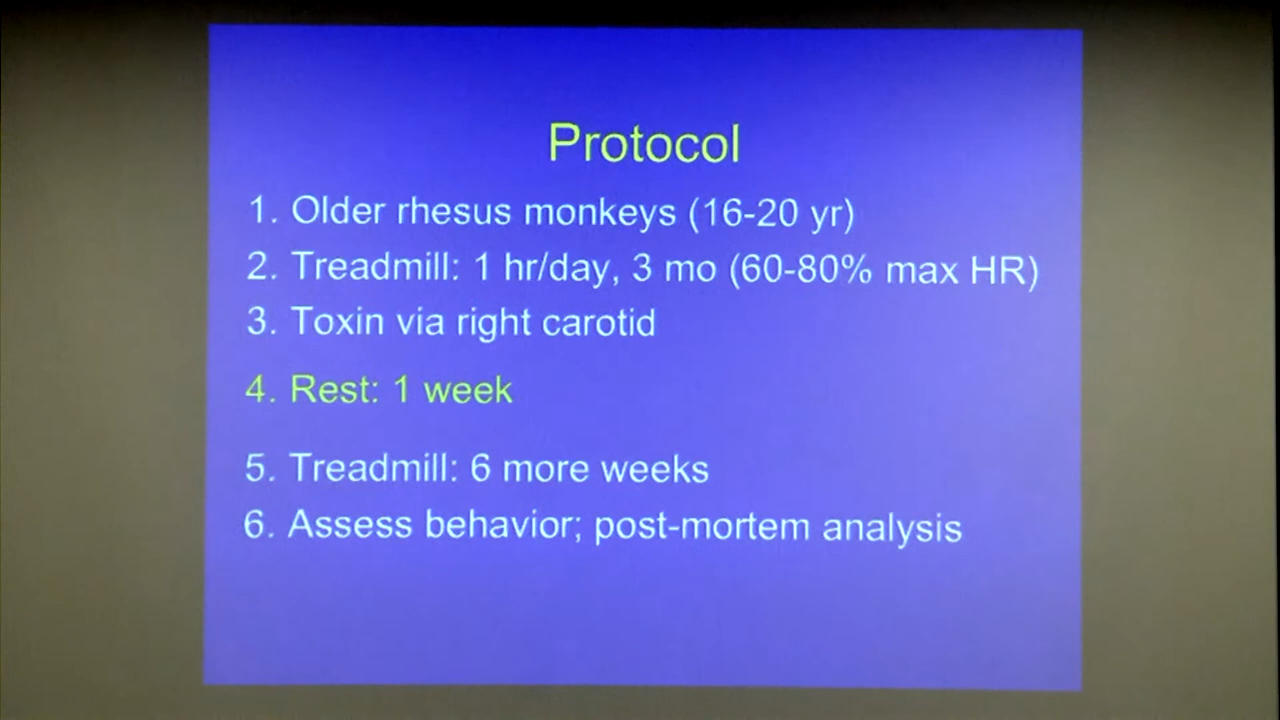 Protocol
1. Older rhesus monkeys (16-20 yr)
2. Treadmill: 1 hr/day, 3 mo (60-80% max HR)
3. Toxin via right carotid
4. Rest: 1 week
5. Treadmill: 6 more weeks
6. Assess behavior; post-mortem analysis